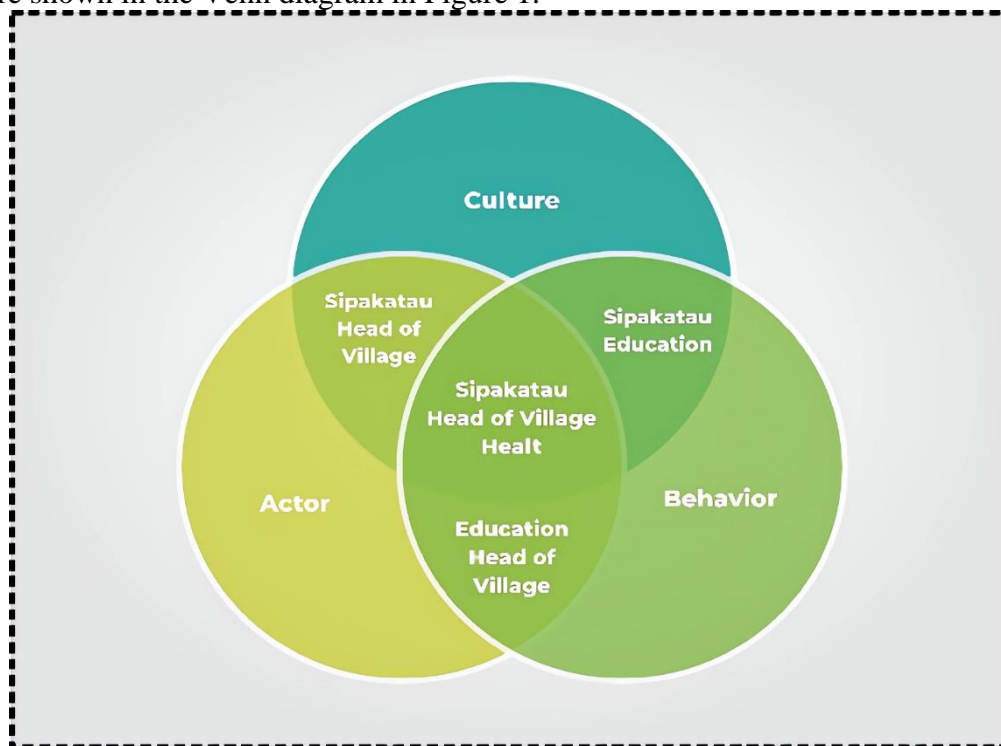 re shown in the Venn diagram in Figure 1.
Culture
Sipakatau
Head of
Village
Sipakatau
Education
Sipakatau
Head of Village
Healt
Actor
Behavior
Education
Head of
Village